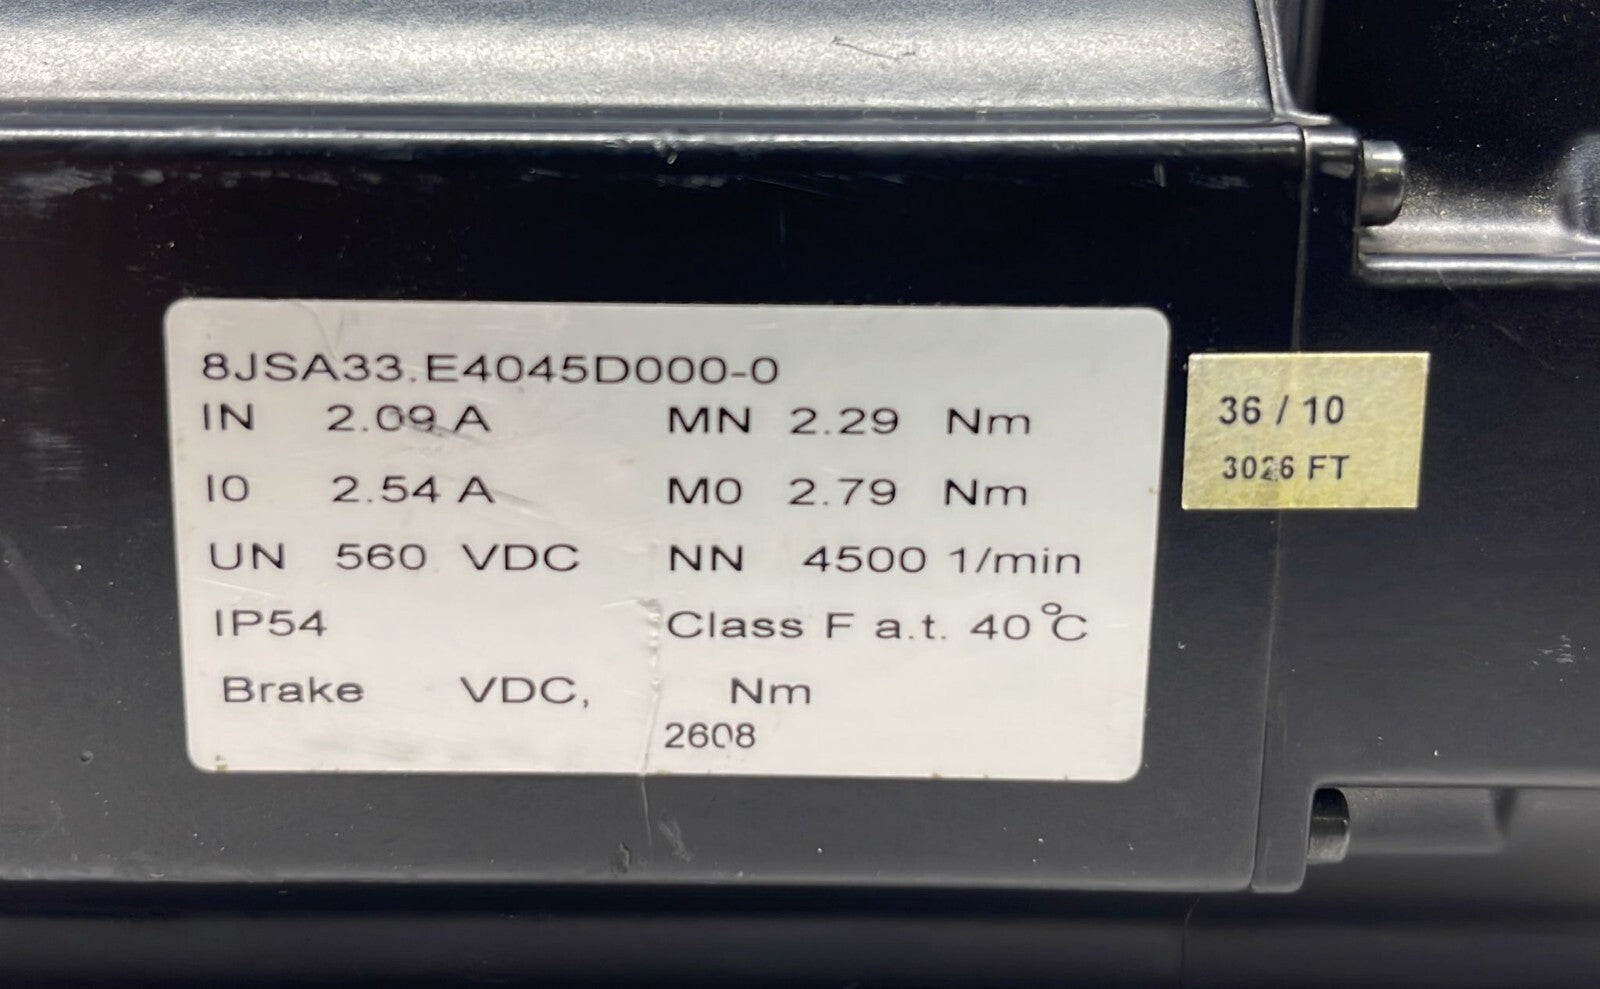 8JSA33.E4045D000-0
IN 2.09 A MN 2.29 Nm
I0 2.54 A M0 2.79 Nm
UN 560 VDC NN 4500 1/min
IP54 Class F a.t. 40°C
Brake VDC, Nm
2608
36 / 10
3026 FT